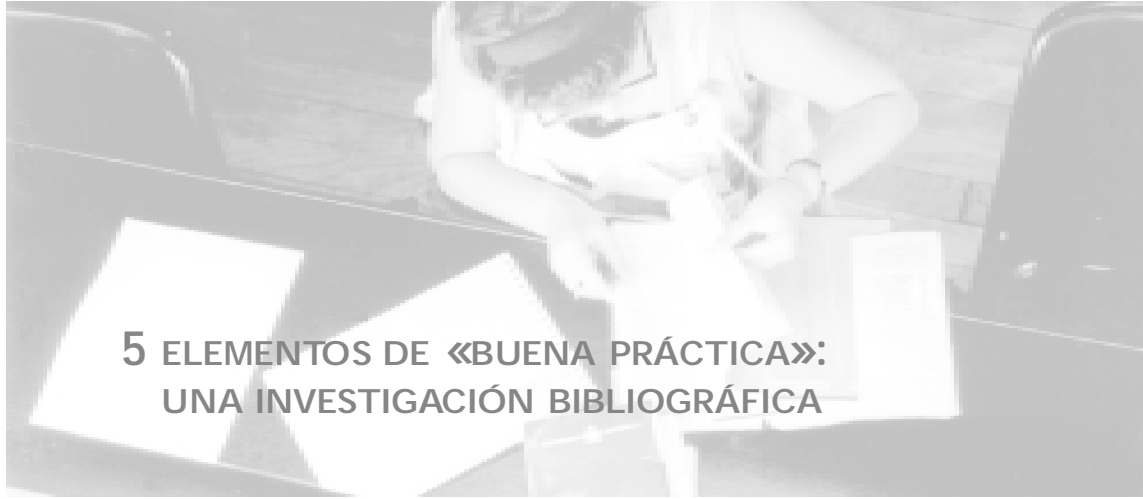 5 ELEMENTOS DE «BUENA PRÁCTICA»:
UNA INVESTIGACIÓN BIBLIOGRÁFICA